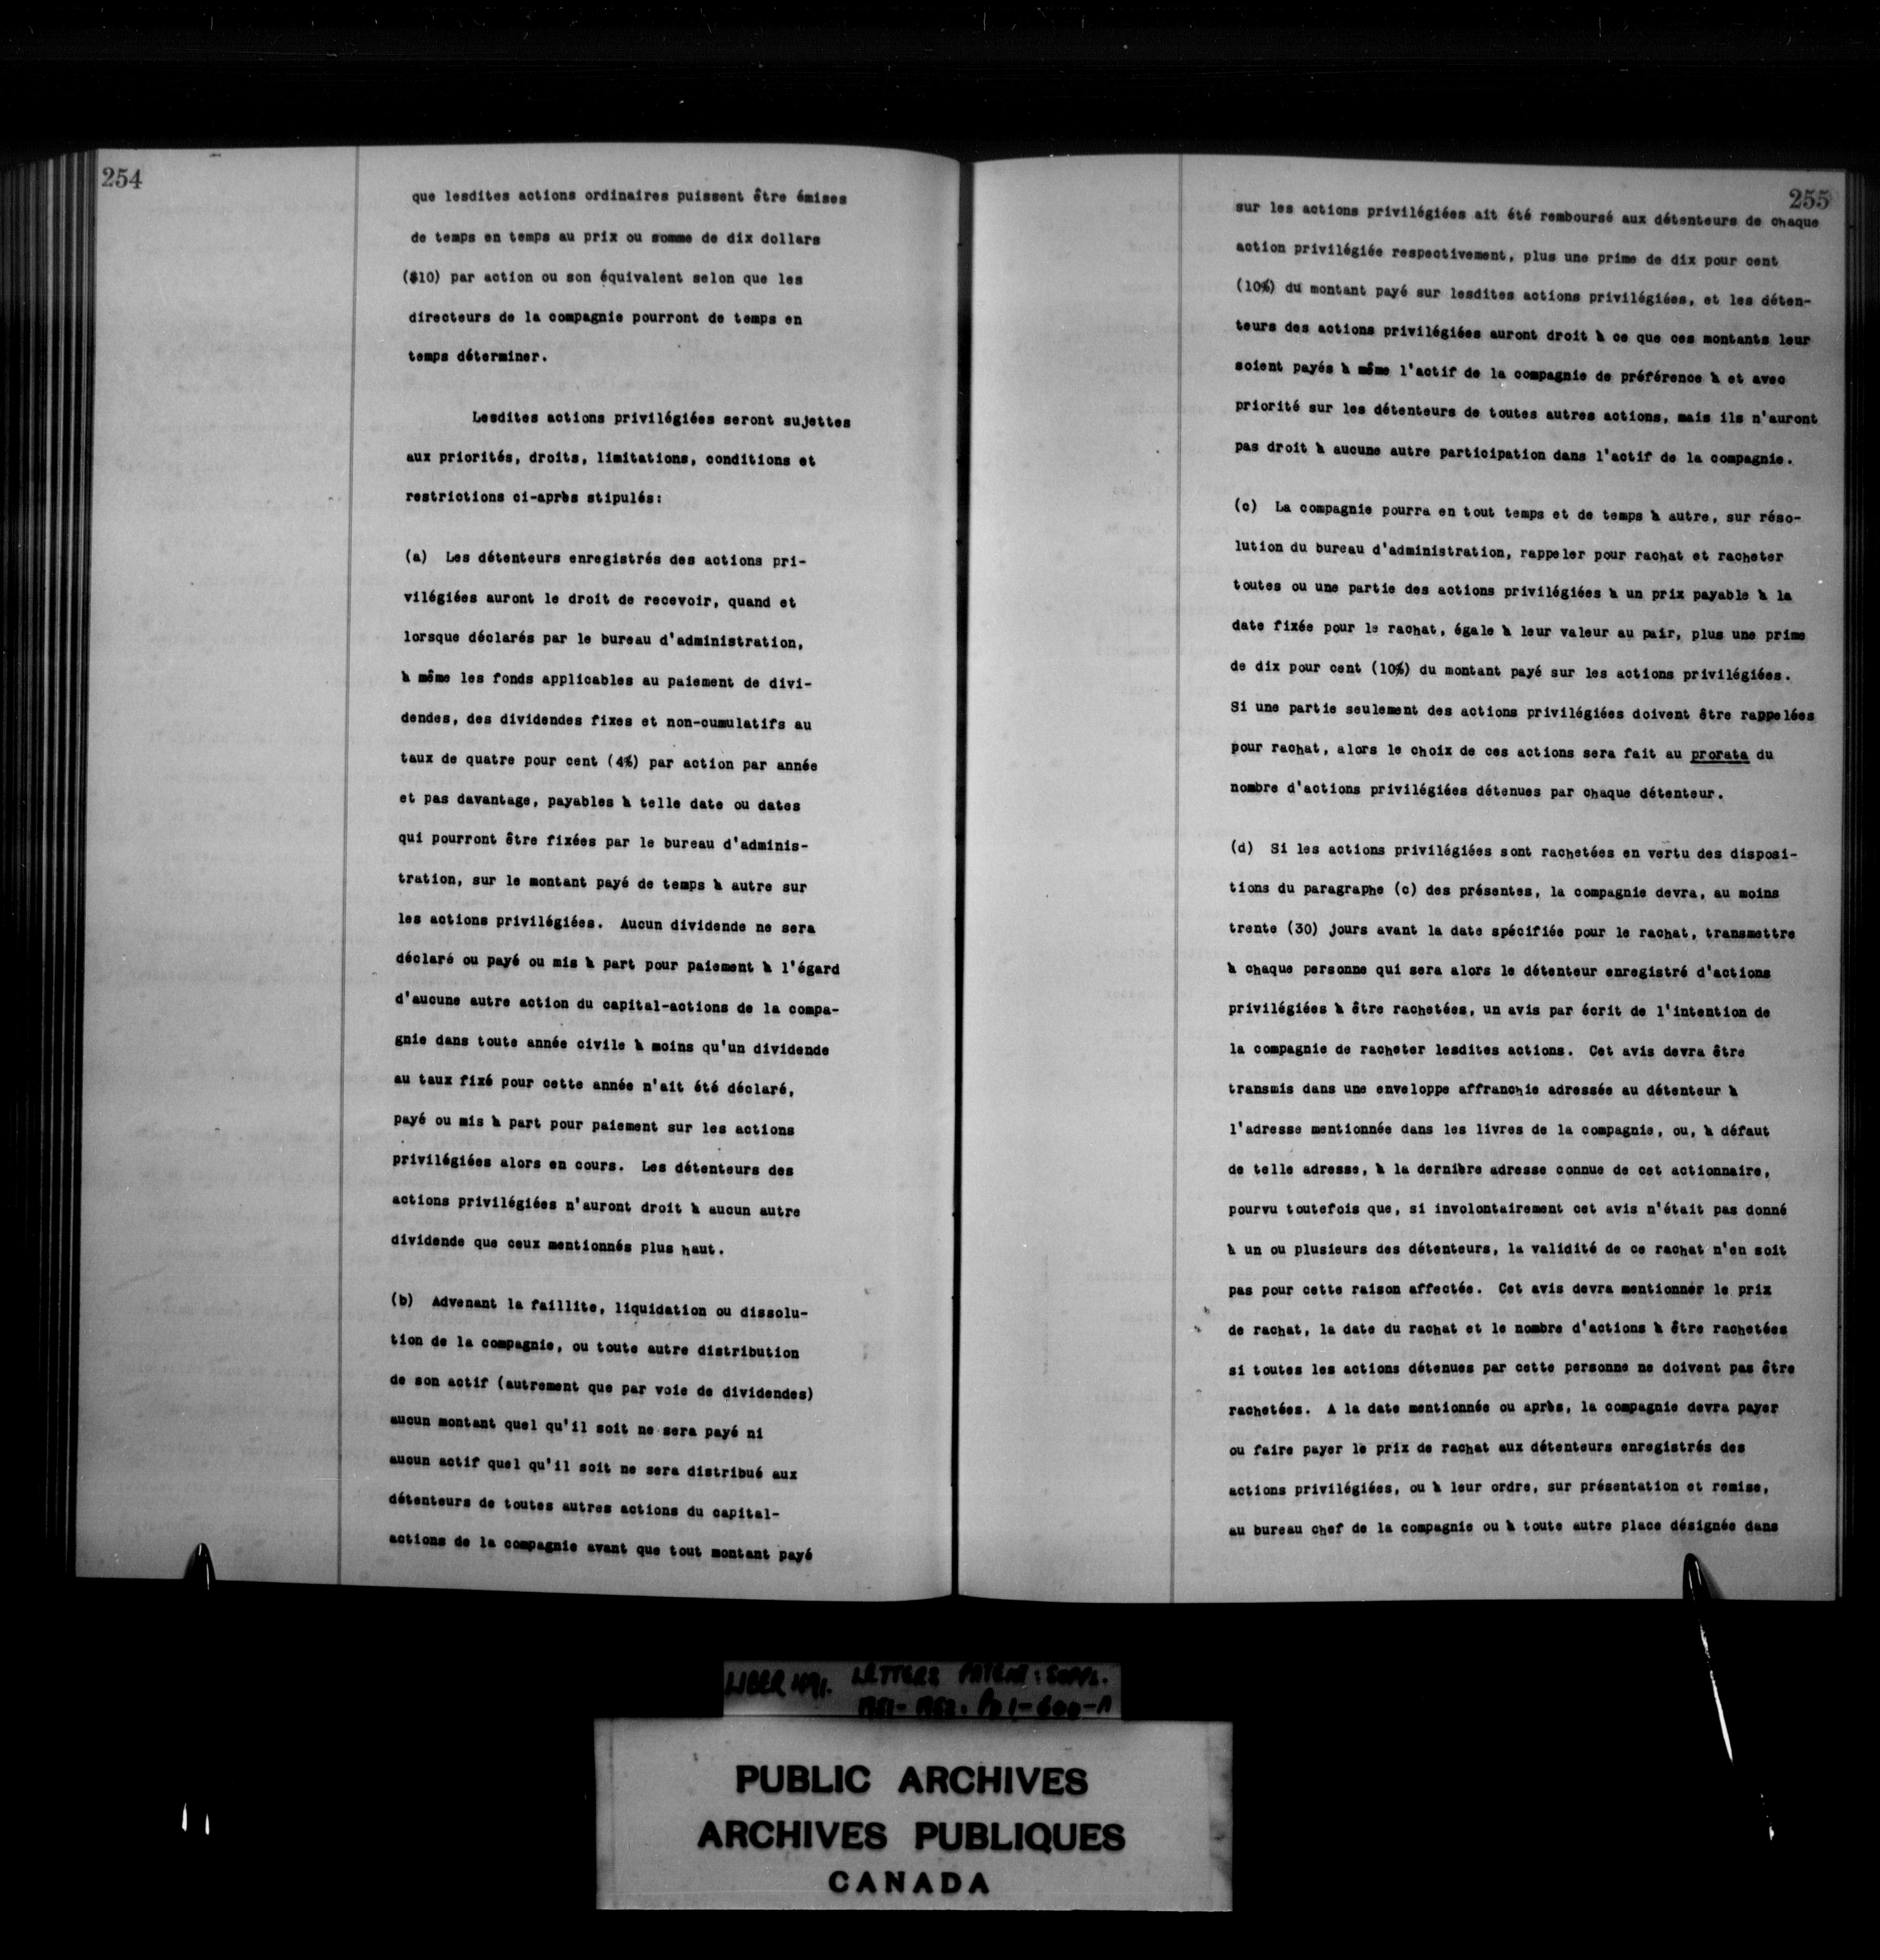 254
que lesdites actions ordinaires puissent être émises
de temps en temps au prix ou somme de dix dollars
($10) par action ou son équivalent selon que les
directeurs de la compagnie pourront de temps en
temps déterminer.
Lesdites actions privilégiées seront sujettes
aux priorités, droits, limitations, conditions et
restrictions ci-après stipulés:
(a) Les détenteurs enregistrés des actions pri-
vilégiées auront le droit de recevoir, quand et
lorsque déclarés par le bureau d'administration,
à même les fonds applicables au paiement de divi-
dendes, des dividendes fixes et non-cumulatifs au
taux de quatre pour cent (4%) par action par année
et pas davantage, payables à telle date ou dates
qui pourront être fixées par le bureau d'adminis-
tration, sur le montant payé de temps à autre sur
les actions privilégiées. Aucun dividende ne sera
déclaré ou payé ou mis à part pour paiement à l'égard
d'aucune autre action du capital-actions de la compa-
gnie dans toute année civile à moins qu'un dividende
au taux fixé pour cette année n'ait été déclaré,
payé ou mis à part pour paiement sur les actions
privilégiées alors en cours. Les détenteurs des
actions privilégiées n'auront droit à aucun autre
dividende que ceux mentionnés plus haut.
(b) Advenant la faillite, liquidation ou dissolu-
tion de la compagnie, ou toute autre distribution
de son actif (autrement que par voie de dividendes)
aucun montant quel qu'il soit ne sera payé ni
aucun actif quel qu'il soit ne sera distribué aux
détenteurs de toutes autres actions du capital-
actions de la compagnie avant que tout montant payé
255
sur les actions privilégiées ait été remboursé aux détenteurs de chaque
action privilégiée respectivement, plus une prime de dix pour cent
(10%) du montant payé sur lesdites actions privilégiées, et les déten-
teurs des actions privilégiées auront droit à ce que ces montants leur
soient payés à même l'actif de la compagnie de préférence à et avec
priorité sur les détenteurs de toutes autres actions, mais ils n'auront
pas droit à aucune autre participation dans l'actif de la compagnie.
(c) La compagnie pourra en tout temps et de temps à autre, sur réso-
lution du bureau d'administration, rappeler pour rachat et racheter
toutes ou une partie des actions privilégiées à un prix payable à la
date fixée pour le rachat, égale à leur valeur au pair, plus une prime
de dix pour cent (10%) du montant payé sur les actions privilégiées.
Si une partie seulement des actions privilégiées doivent être rappelées
pour rachat, alors le choix de ces actions sera fait au prorata du
nombre d'actions privilégiées détenues par chaque détenteur.
(d) Si les actions privilégiées sont rachetées en vertu des disposi-
tions du paragraphe (c) des présentes, la compagnie devra, au moins
trente (30) jours avant la date spécifiée pour le rachat, transmettre
à chaque personne qui sera alors le détenteur enregistré d'actions
privilégiées à être rachetées, un avis par écrit de l'intention de
la compagnie de racheter lesdites actions. Cet avis devra être
transmis dans une enveloppe affranchie adressée au détenteur à
l'adresse mentionnée dans les livres de la compagnie, ou, à défaut
de telle adresse, à la dernière adresse connue de cet actionnaire,
pourvu toutefois que, si involontairement cet avis n'était pas donné
à un ou plusieurs des détenteurs, la validité de ce rachat n'en soit
pas pour cette raison affectée. Cet avis devra mentionner le prix
de rachat, la date du rachat et le nombre d'actions à être rachetées
si toutes les actions détenues par cette personne ne doivent pas être
rachetées. A la date mentionnée ou après, la compagnie devra payer
ou faire payer le prix de rachat aux détenteurs enregistrés des
actions privilégiées, ou à leur ordre, sur présentation et remise,
au bureau chef de la compagnie ou à toute autre place désignée dans
LIBER LETTERS PATENT: SUPPL.
1-600-A
PUBLIC ARCHIVES
ARCHIVES PUBLIQUES
CANADA